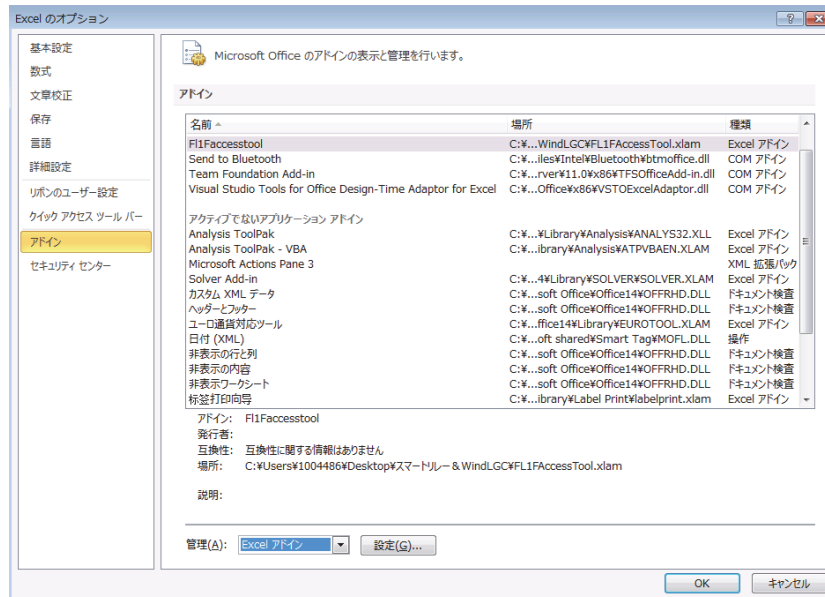 Excel のオプション
基本設定
数式
文章校正
保存
言語
詳細設定
リボンのユーザー設定
クイック アクセス ツール バー
アドイン
セキュリティ センター
Microsoft Office のアドインの表示と管理を行います。
アドイン
名前 場所 種類
Fl1Faccesstool C:¥...WindLGC¥FL1FAccessTool.xlam Excel アドイン
Send to Bluetooth C:¥...iles¥Intel¥Bluetooth¥btmoffice.dll COM アドイン
Team Foundation Add-in C:¥...rver¥11.0¥x86¥TFSOfficeAdd-in.dll COM アドイン
Visual Studio Tools for Office Design-Time Adaptor for Excel C:¥...Office¥x86¥VSTOExcelAdaptor.dll COM アドイン
アクティブでないアプリケーション アドイン
Analysis ToolPak C:¥...¥Library¥Analysis¥ANALYS32.XLL Excel アドイン
Analysis ToolPak - VBA C:¥...ibrary¥Analysis¥ATPVBAEN.XLAM Excel アドイン
Microsoft Actions Pane 3 XML 拡張パック
Solver Add-in C:¥...4¥Library¥SOLVER¥SOLVER.XLAM Excel アドイン
カスタム XML データ C:¥...soft Office¥Office14¥OFFRHD.DLL ドキュメント検査
ヘッダーとフッター C:¥...soft Office¥Office14¥OFFRHD.DLL ドキュメント検査
ユーロ通貨対応ツール C:¥...ffice14¥Library¥EUROTOOL.XLAM Excel アドイン
日付 (XML) C:¥...oft shared¥Smart Tag¥MOFL.DLL 操作
非表示の行と列 C:¥...soft Office¥Office14¥OFFRHD.DLL ドキュメント検査
非表示の内容 C:¥...soft Office¥Office14¥OFFRHD.DLL ドキュメント検査
非表示ワークシート C:¥...soft Office¥Office14¥OFFRHD.DLL ドキュメント検査
标签打印向导 C:¥...ibrary¥Label Print¥labelprint.xlam Excel アドイン
アドイン: Fl1Faccesstool
発行者:
互換性: 互換性に関する情報はありません
場所: C:¥Users¥1004486¥Desktop¥スマートリレー＆WindLGC¥FL1FAccessTool.xlam
説明:
管理(A): Excel アドイン 設定(G)...
OK キャンセル